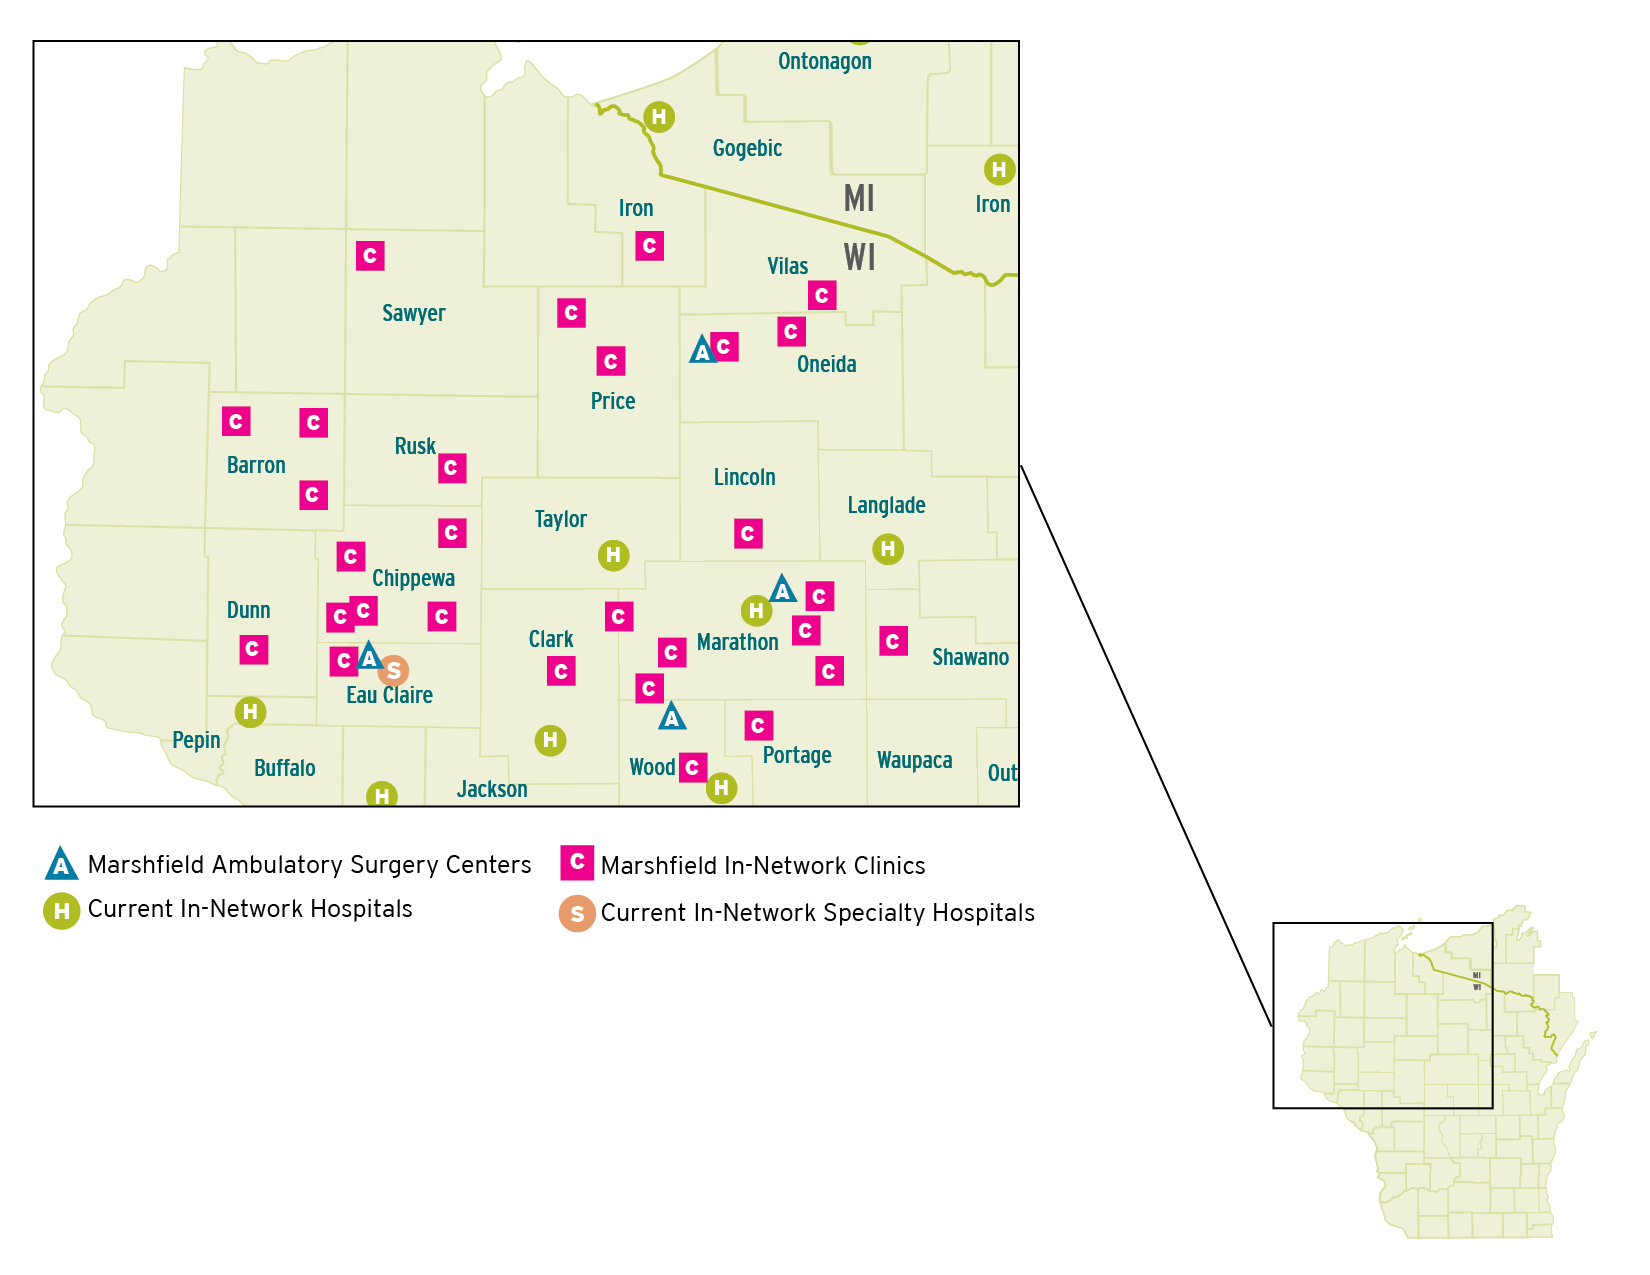 Ontonagon
H
Gogebic
H
MI
Iron
Iron
C
WI
C
Vilas
C
Sawyer
C
C
A C
C
Oneida
Price
C
C
Barron
Rusk
C
C
Lincoln
Taylor
Langlade
C
C
H
H
C
Chippewa
A
C
Dunn
C
C
C
C
H
C
Clark
Marathon
C
Shawano
C
C
A
S
C
C
C
C
Eau Claire
H
A
C
Pepin
H
Portage
Waupaca
Buffalo
Wood
C
Out
Jackson
H
H
A Marshfield Ambulatory Surgery Centers
C Marshfield In-Network Clinics
H Current In-Network Hospitals
S Current In-Network Specialty Hospitals
MI
WI